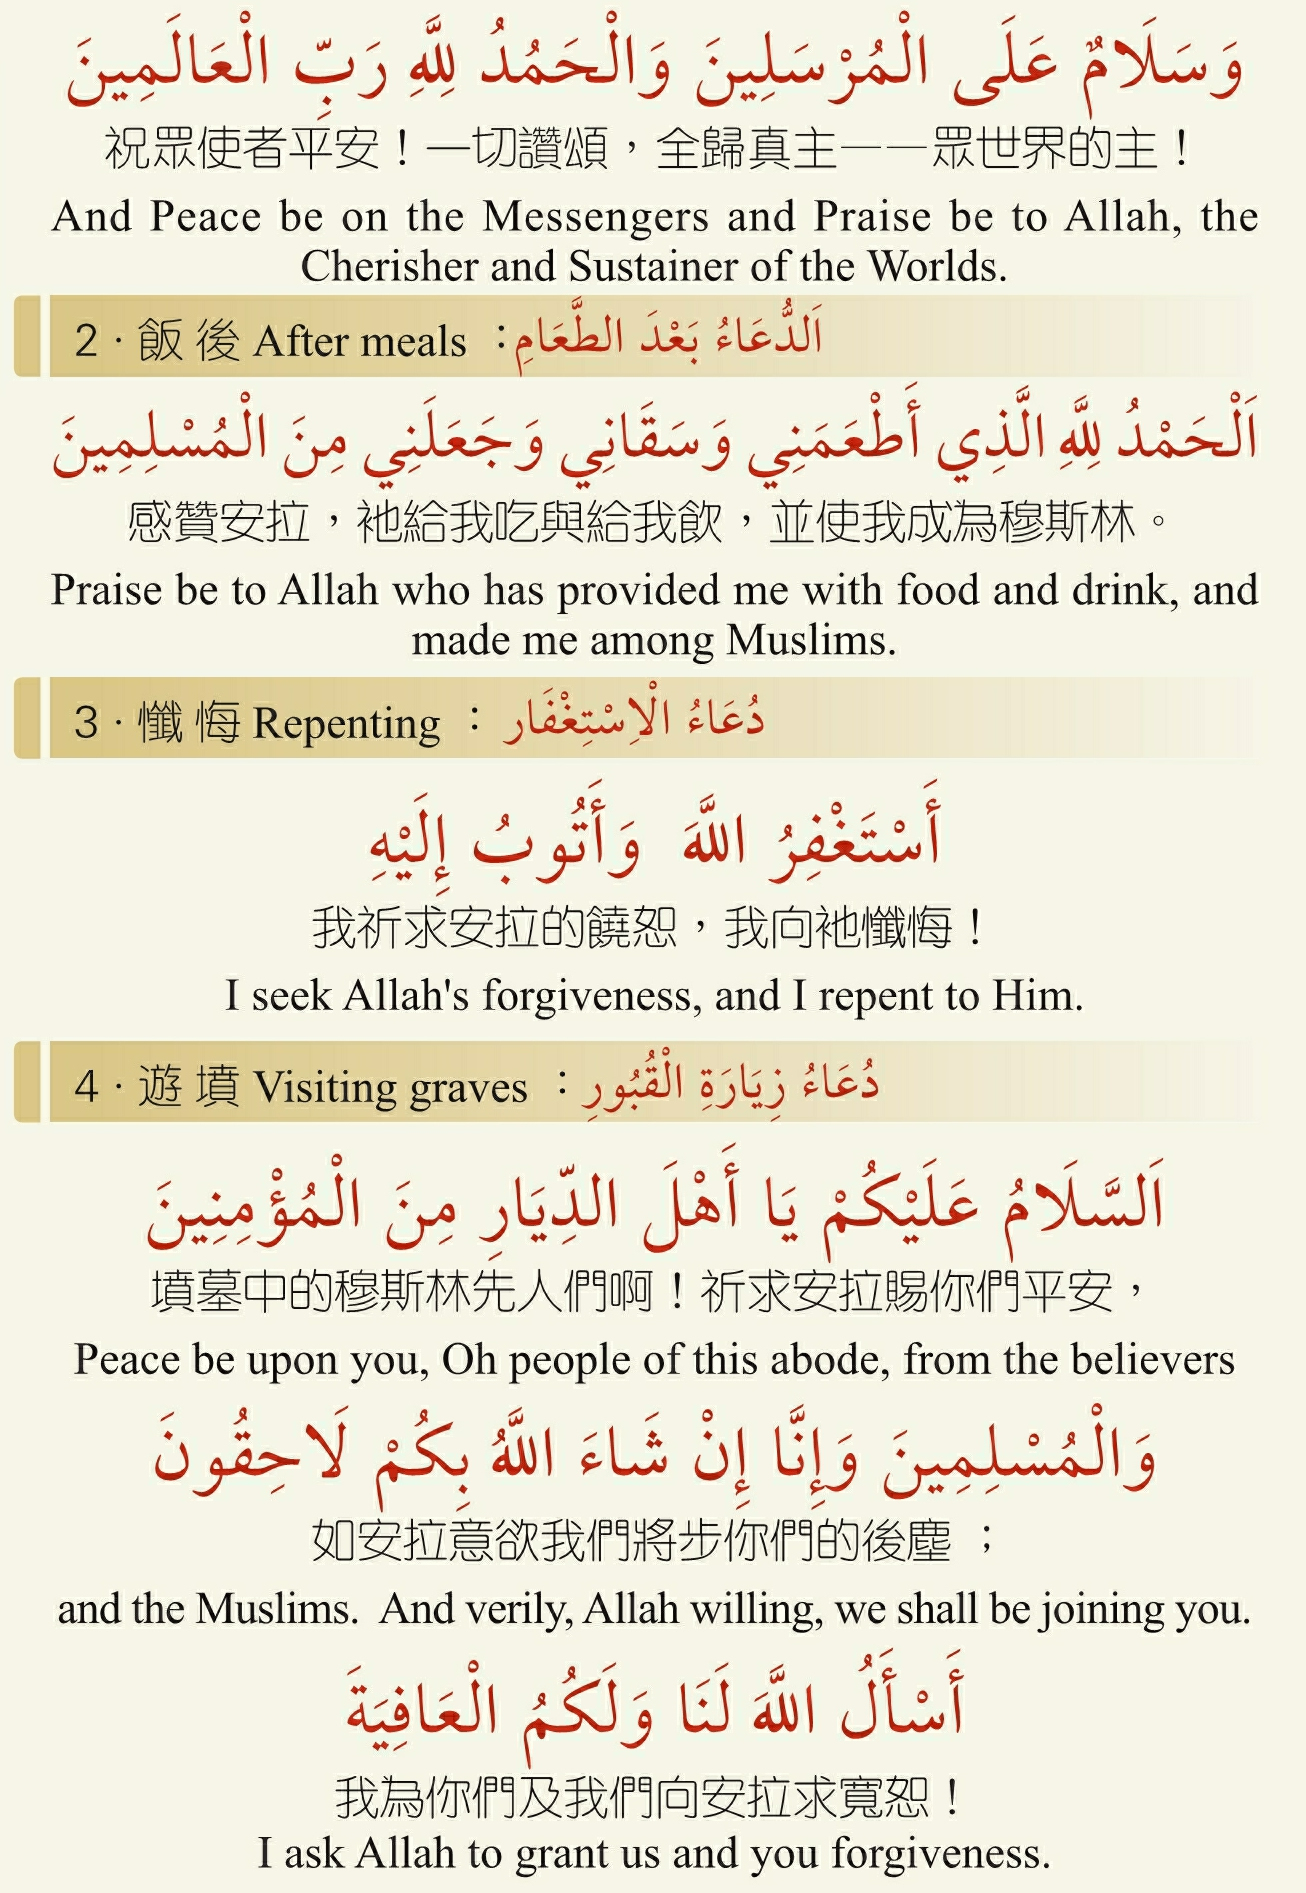 وَسَلَامٌ عَلَى الْمُرْسَلِينَ وَالْحَمْدُ لِلَّهِ رَبِّ الْعَالَمِينَ
祝眾使者平安！一切讚頌，全歸真主——眾世界的主！
And Peace be on the Messengers and Praise be to Allah, the
Cherisher and Sustainer of the Worlds.
2·飯後 After meals :اَلدُّعَاءُ بَعْدَ الطَّعَامِ
اَلْحَمْدُ لِلَّهِ الَّذِي أَطْعَمَنِي وَسَقَانِي وَجَعَلَنِي مِنَ الْمُسْلِمِينَ
感贊安拉，祂給我吃與給我飲，並使我成為穆斯林。
Praise be to Allah who has provided me with food and drink, and
made me among Muslims.
3·懺悔 Repenting : دُعَاءُ الْاِسْتِغْفَار
أَسْتَغْفِرُ اللَّهَ وَأَتُوبُ إِلَيْهِ
我祈求安拉的饒恕，我向祂懺悔！
I seek Allah's forgiveness, and I repent to Him.
4·遊墳 Visiting graves :دُعَاءُ زِيَارَةِ الْقُبُورِ
اَلسَّلَامُ عَلَيْكُمْ يَا أَهْلَ الدِّيَارِ مِنَ الْمُؤْمِنِينَ
墳墓中的穆斯林先人們啊！祈求安拉賜你們平安，
Peace be upon you, Oh people of this abode, from the believers
وَالْمُسْلِمِينَ وَإِنَّا إِنْ شَاءَ اللَّهُ بِكُمْ لَاحِقُونَ
如安拉意欲我們將步你們的後塵；
and the Muslims. And verily, Allah willing, we shall be joining you.
أَسْأَلُ اللَّهَ لَنَا وَلَكُمُ الْعَافِيَةَ
我為你們及我們向安拉求寬恕！
I ask Allah to grant us and you forgiveness.